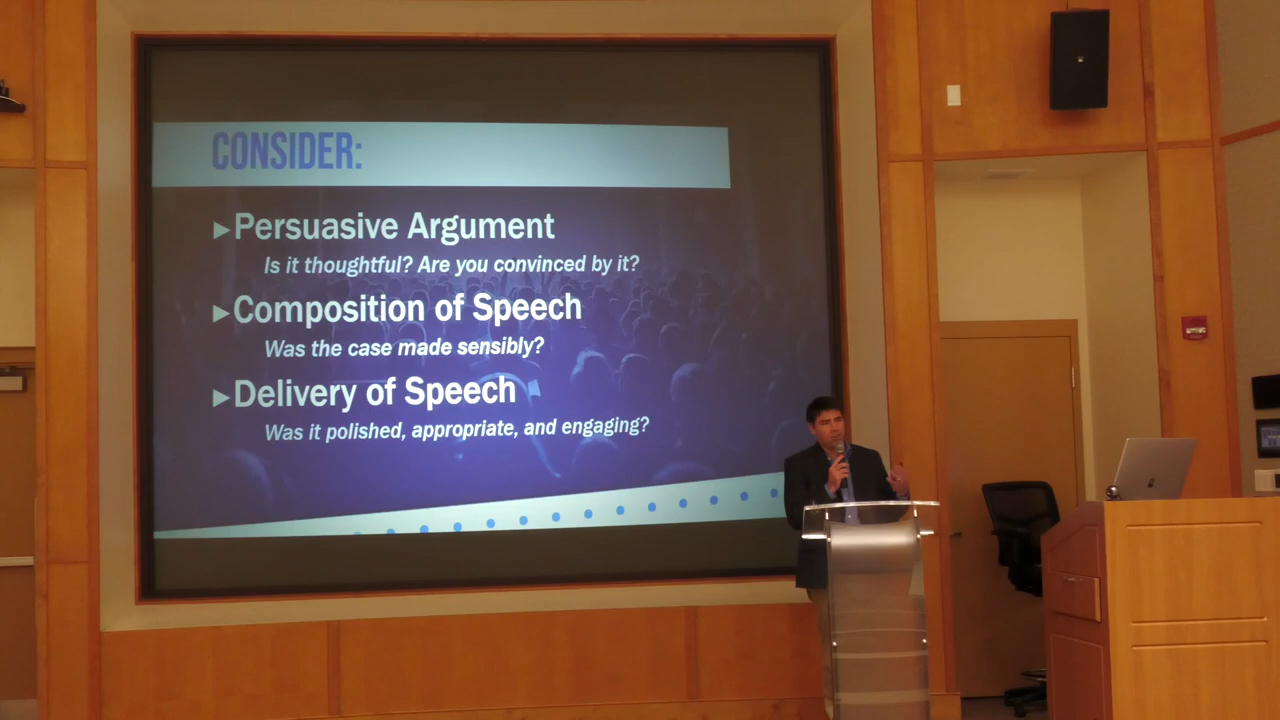 CONSIDER:
►Persuasive Argument
Is it thoughtful? Are you convinced by it?
►Composition of Speech
Was the case made sensibly?
►Delivery of Speech
Was it polished, appropriate, and engaging?